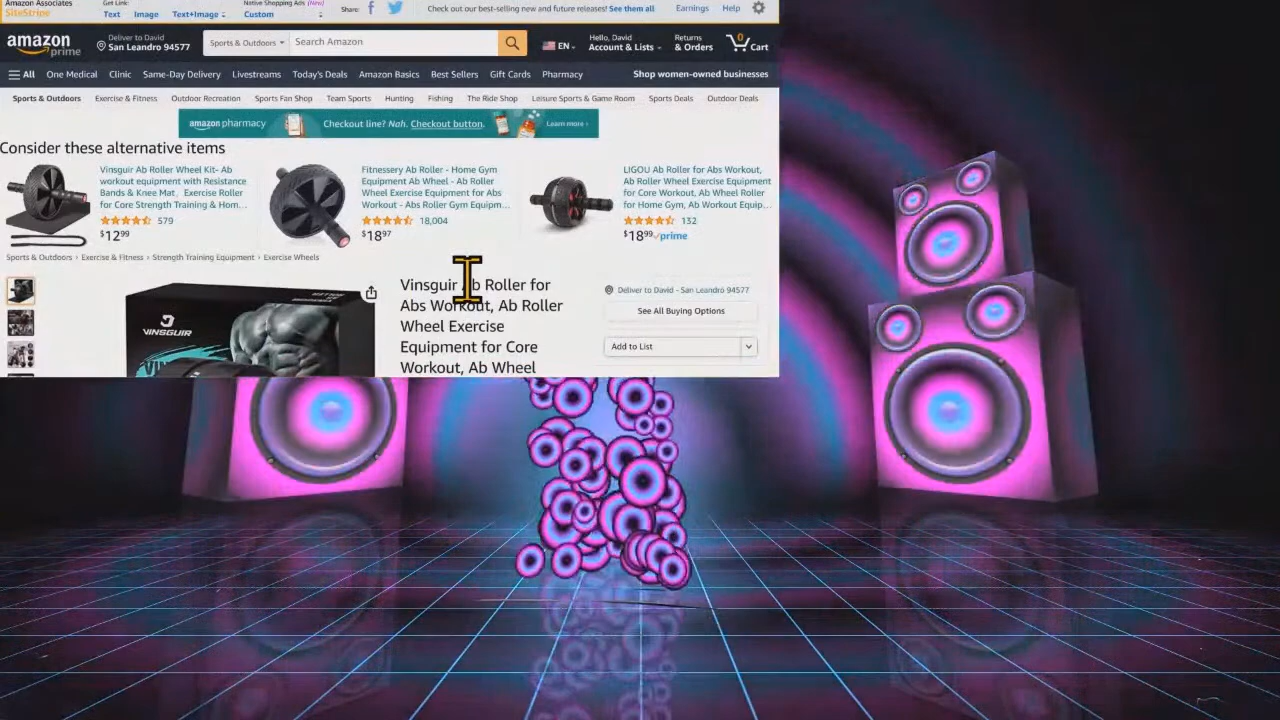 Amazon Associates
SiteStripe
Get Link:
Text Image Text+Image
Native Shopping Ads (New)
Custom
Share:
Check out our best-selling new and future releases! See them all
Earnings Help
amazon prime
Deliver to David
San Leandro 94577
Sports & Outdoors
Search Amazon
EN
Hello, David
Account & Lists
Returns
& Orders
0
Cart
All One Medical Clinic Same-Day Delivery Livestreams Today's Deals Amazon Basics Best Sellers Gift Cards Pharmacy Shop women-owned businesses
Sports & Outdoors Exercise & Fitness Outdoor Recreation Sports Fan Shop Team Sports Hunting Fishing The Ride Shop Leisure Sports & Game Room Sports Deals Outdoor Deals
amazon pharmacy Checkout line? Nah. Checkout button. Learn more ›
Consider these alternative items
Vinsguir Ab Roller Wheel Kit- Ab
workout equipment with Resistance
Bands & Knee Mat, Exercise Roller
for Core Strength Training & Hom...
579
$12.99
Fitnessery Ab Roller - Home Gym
Equipment Ab Wheel - Ab Roller
Wheel Exercise Equipment for Abs
Workout - Abs Roller Gym Equipm...
18,004
$18.97
LIGOU Ab Roller for Abs Workout,
Ab Roller Wheel Exercise Equipment
for Core Workout, Ab Wheel Roller
for Home Gym, Ab Workout Equip...
132
$18.99 prime
Sports & Outdoors › Exercise & Fitness › Strength Training Equipment › Exercise Wheels
VINSGUIR
Vinsguir Ab Roller for
Abs Workout, Ab Roller
Wheel Exercise
Equipment for Core
Workout, Ab Wheel
Deliver to David - San Leandro 94577
See All Buying Options
Add to List